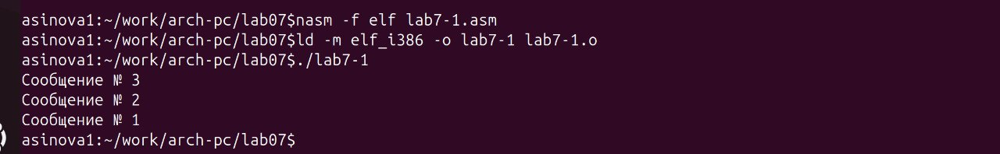 asinova1:~/work/arch-pc/lab07$nasm -f elf lab7-1.asm
asinova1:~/work/arch-pc/lab07$ld -m elf_i386 -o lab7-1 lab7-1.o
asinova1:~/work/arch-pc/lab07$./lab7-1
Сообщение № 3
Сообщение № 2
Сообщение № 1
asinova1:~/work/arch-pc/lab07$